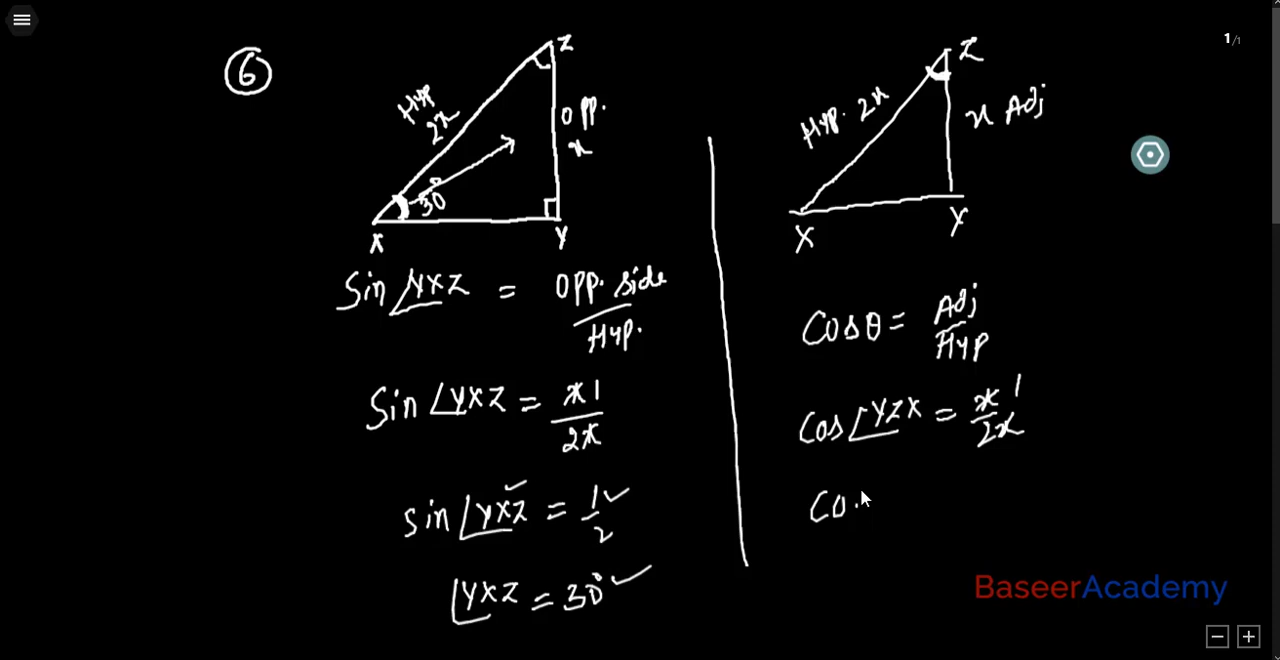 1/1
6
Z
Hyp
2x
Opp.
x
30°
X
Y
Sin ∠YXZ = Opp. side / Hyp.
Sin ∠YXZ = x 1 / 2x
sin ∠YXZ = 1/2
∠YXZ = 30°
Z
Hyp. 2x
x Adj
X
Y
Cosθ = Adj / Hyp
Cos ∠YZX = x 1 / 2x
Co
BaseerAcademy